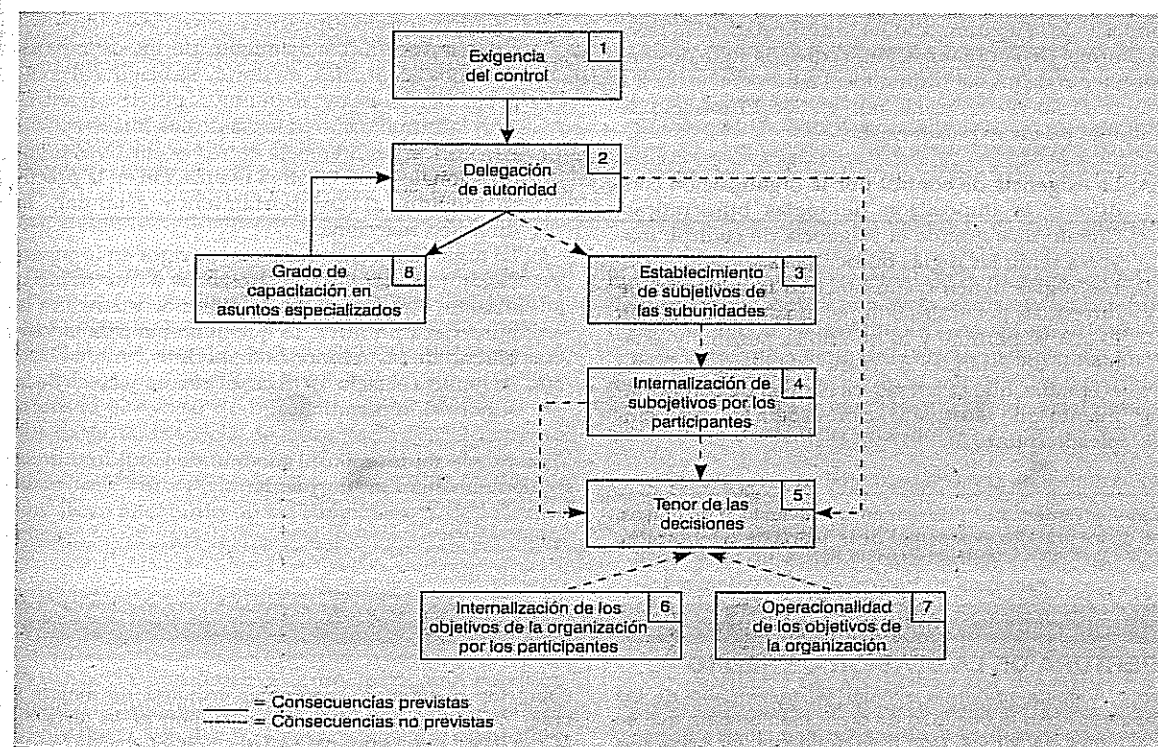 1
Exigencia
del control
2
Delegación
de autoridad
8
Grado de
capacitación en
asuntos especializados
3
Establecimiento
de subjetivos de
las subunidades
4
Internalización de
subojetivos por los
participantes
5
Tenor de las
decisiones
6
Internalización de los
objetivos de la organización
por los participantes
7
Operacionalidad
de los objetivos de
la organización
= Consecuencias previstas
= Consecuencias no previstas